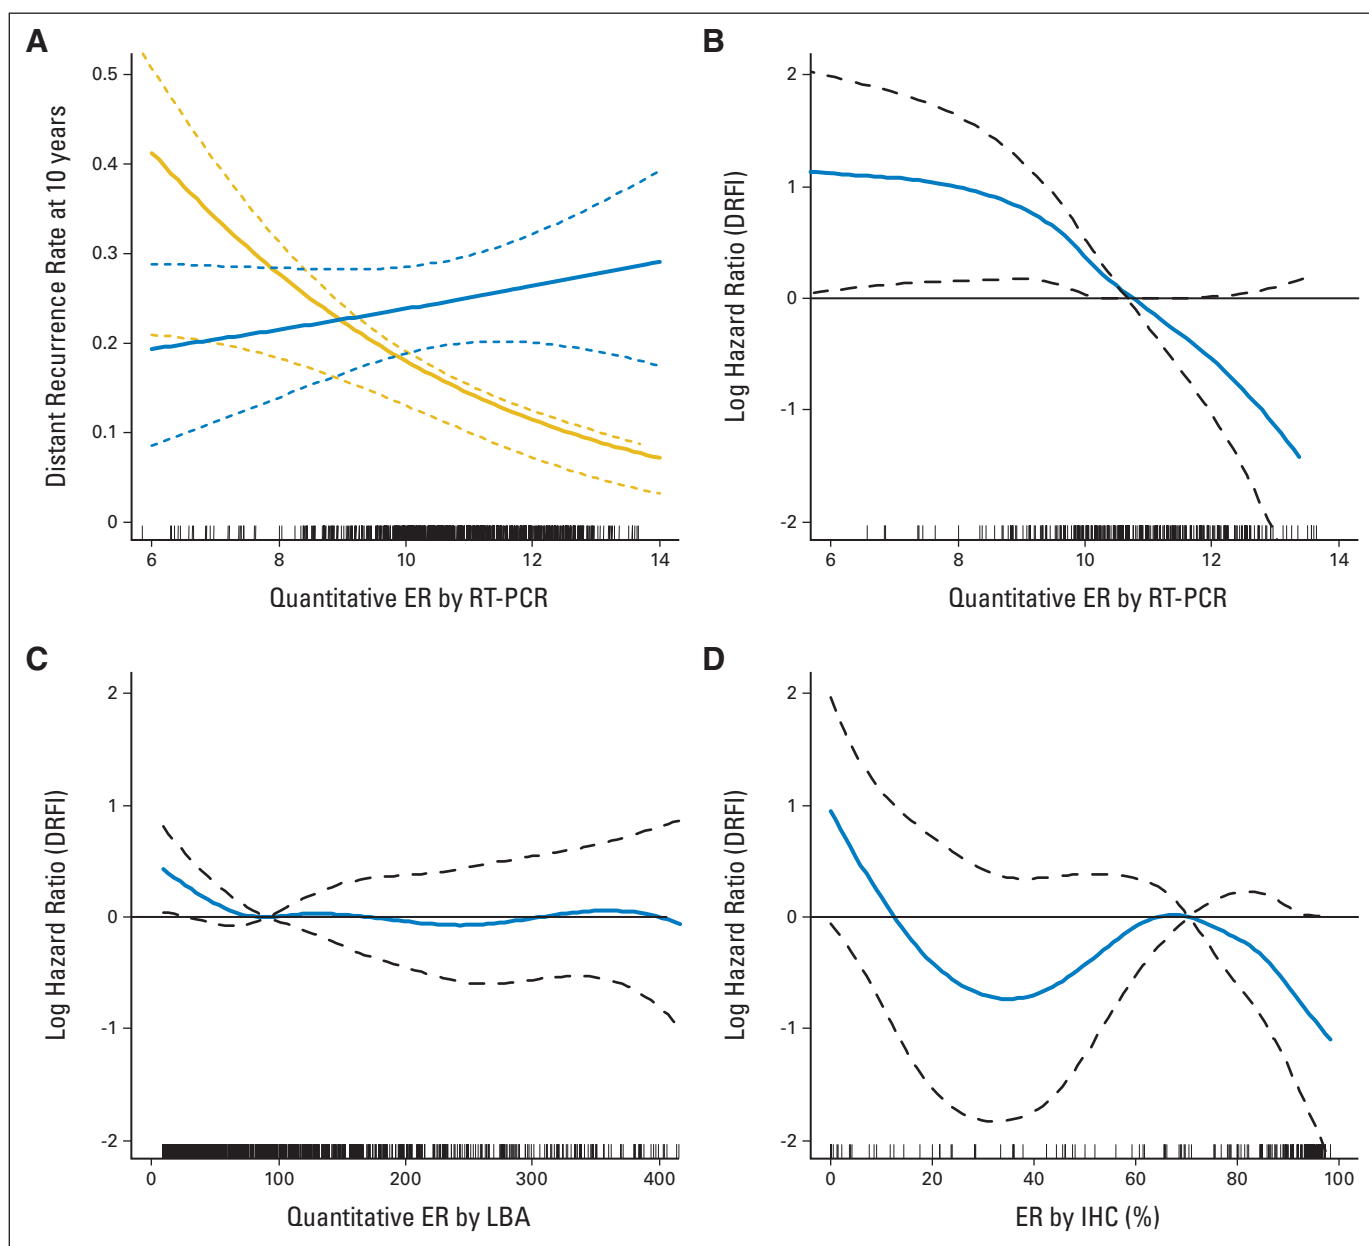 A
Distant Recurrence Rate at 10 years
0.5
0.4
0.3
0.2
0.1
0
6 8 10 12 14
Quantitative ER by RT-PCR
B
Log Hazard Ratio (DRFI)
2
1
0
-1
-2
6 8 10 12 14
Quantitative ER by RT-PCR
C
Log Hazard Ratio (DRFI)
2
1
0
-1
-2
0 100 200 300 400
Quantitative ER by LBA
D
Log Hazard Ratio (DRFI)
2
1
0
-1
-2
0 20 40 60 80 100
ER by IHC (%)